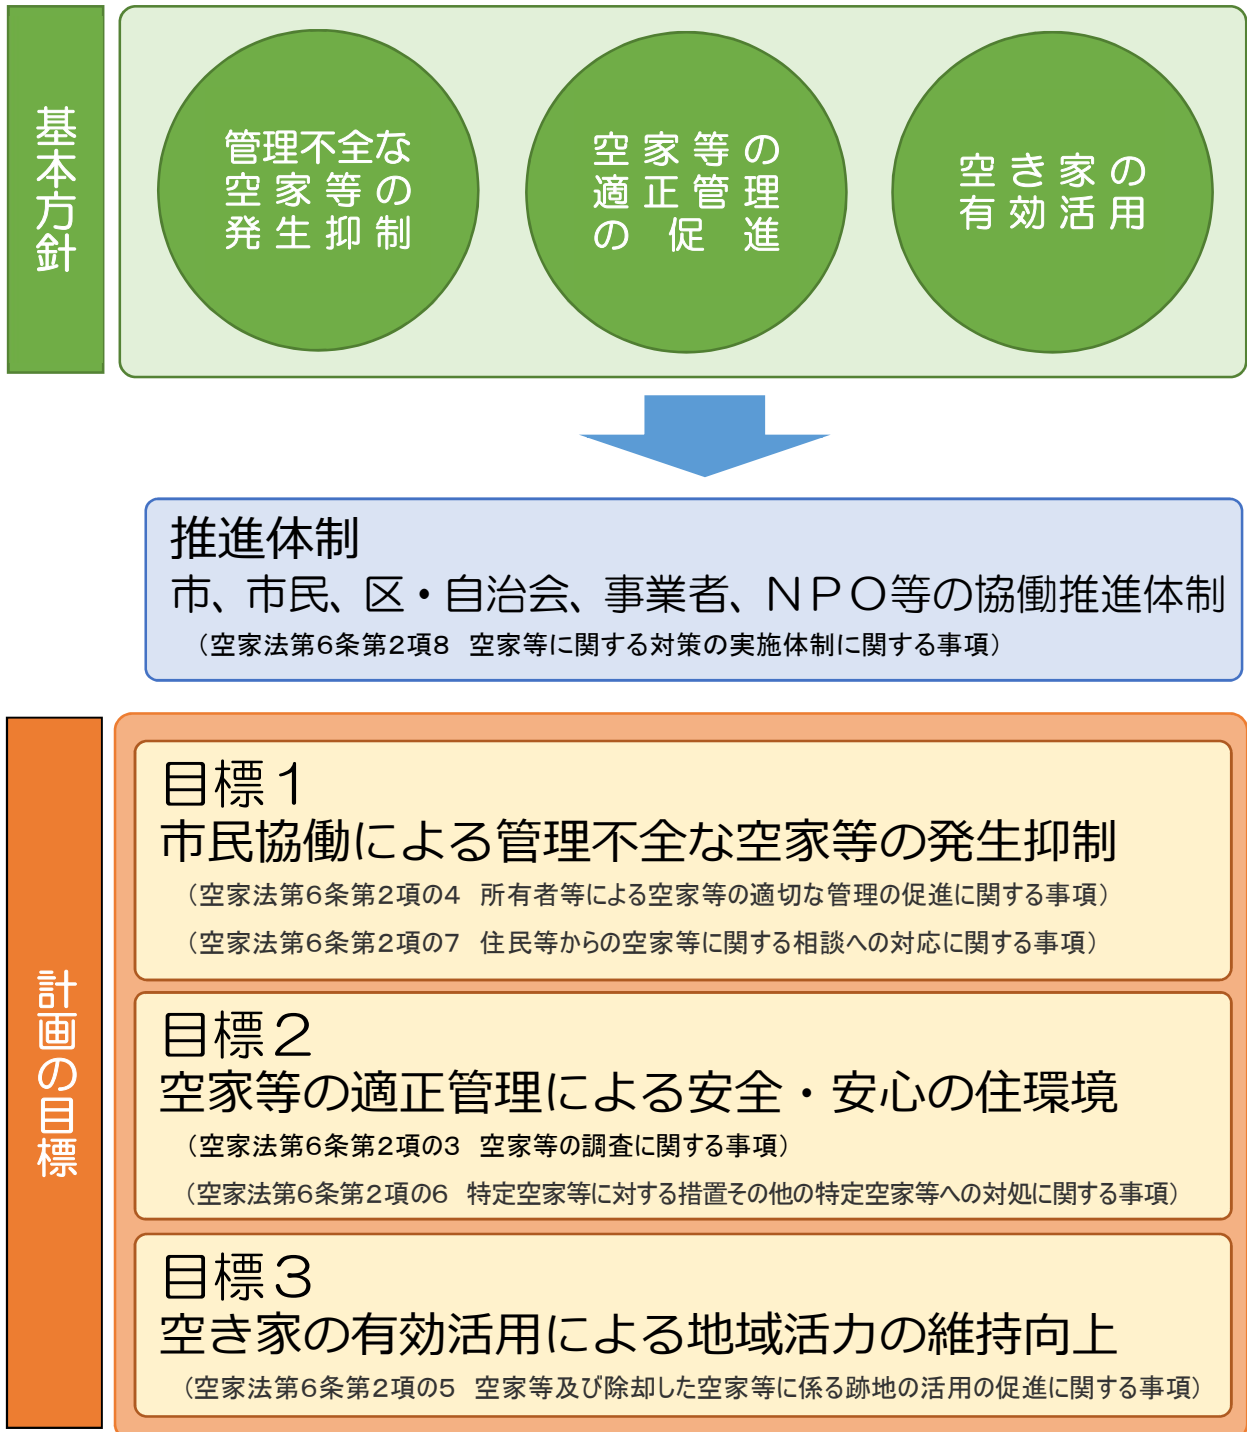 基本方針
管理不全な
空家等の
発生抑制
空家等の
適正管理
の促進
空き家の
有効活用
推進体制
市、市民、区・自治会、事業者、ＮＰＯ等の協働推進体制
（空家法第6条第2項8　空家等に関する対策の実施体制に関する事項）
計画の目標
目標１
市民協働による管理不全な空家等の発生抑制
（空家法第6条第2項の4　所有者等による空家等の適切な管理の促進に関する事項）
（空家法第6条第2項の7　住民等からの空家等に関する相談への対応に関する事項）
目標２
空家等の適正管理による安全・安心の住環境
（空家法第6条第2項の3　空家等の調査に関する事項）
（空家法第6条第2項の6　特定空家等に対する措置その他の特定空家等への対処に関する事項）
目標３
空き家の有効活用による地域活力の維持向上
（空家法第6条第2項の5　空家等及び除却した空家等に係る跡地の活用の促進に関する事項）